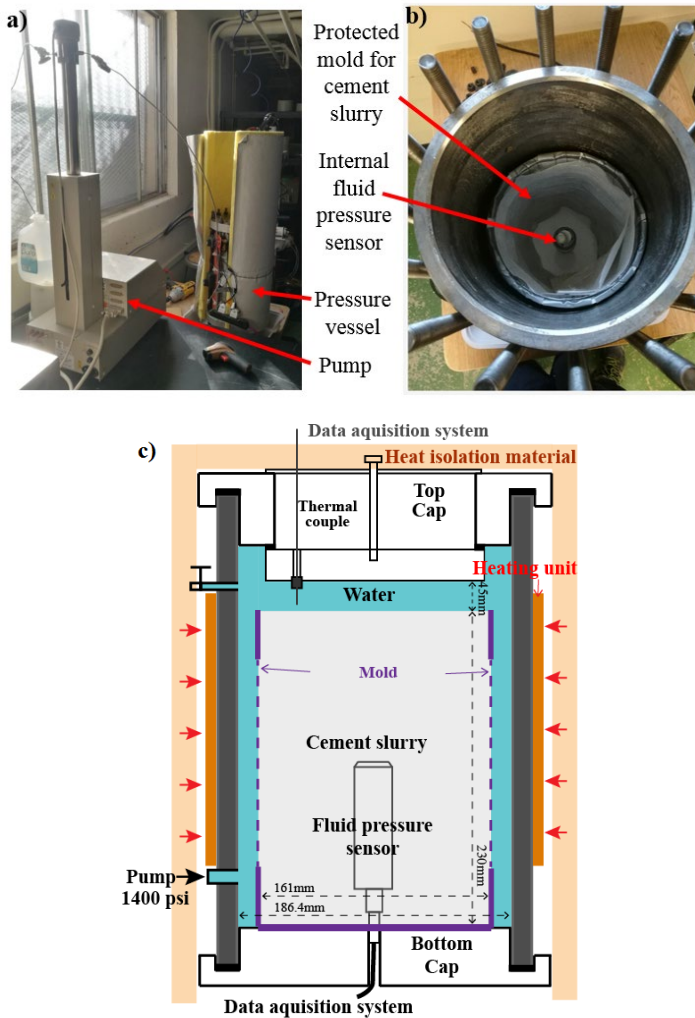 a)
Protected
mold for
cement
slurry
Internal
fluid
pressure
sensor
Pressure
vessel
Pump
b)
c)
Data aquisition system
Heat isolation material
Thermal
couple
Top
Cap
Heating unit
Water
45mm
Mold
Cement slurry
Fluid pressure
sensor
230mm
Pump
1400 psi
161mm
186.4mm
Bottom
Cap
Data aquisition system